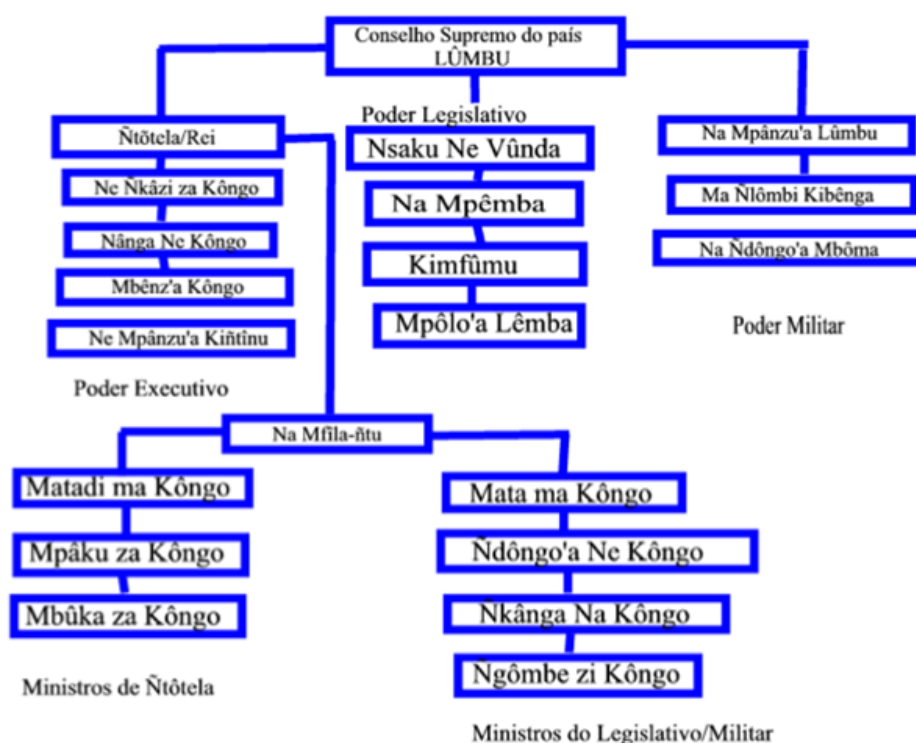 Conselho Supremo do país
LÛMBU
Ñtõtela/Rei
Ne Ñkâzi za Kôngo
Nânga Ne Kôngo
Mbênz'a Kôngo
Ne Mpânzu'a Kiñtînu
Poder Executivo
Poder Legislativo
Nsaku Ne Vûnda
Na Mpêmba
Kimfûmu
Mpôlo'a Lêmba
Na Mpânzu'a Lûmbu
Ma Ñlômbi Kibênga
Na Ñdôngo'a Mbôma
Poder Militar
Na Mfîla-ñtu
Matadi ma Kôngo
Mpâku za Kôngo
Mbûka za Kôngo
Ministros de Ñtôtela
Mata ma Kôngo
Ñdôngo'a Ne Kôngo
Ñkânga Na Kôngo
Ñgômbe zi Kôngo
Ministros do Legislativo/Militar